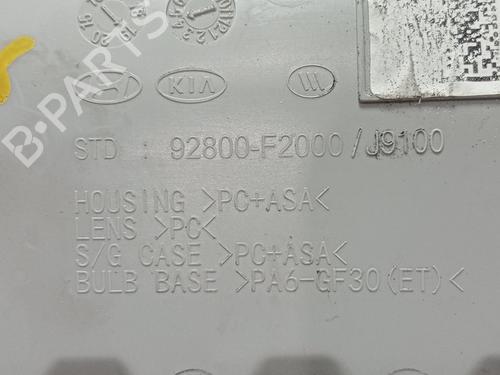 B-PARTS
KIA
STD : 92800-F2000/J9100
HOUSING >PC+ASA<
LENS >PC<
S/G CASE >PC+ASA<
BULB BASE >PA6-GF30(ET)<